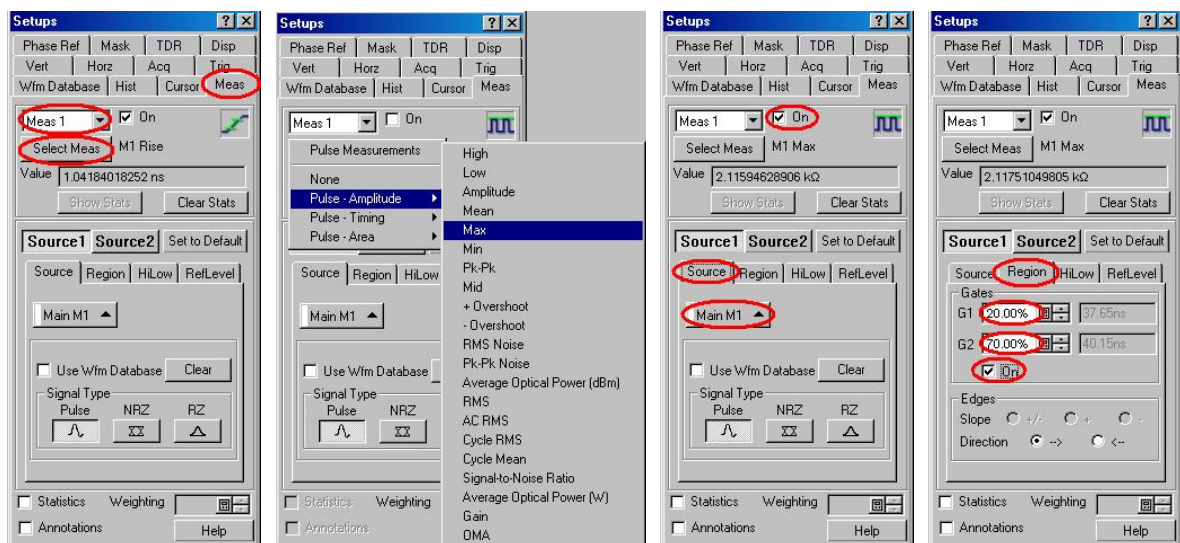 Setups
Phase Ref Mask TDR Disp
Vert Horz Acq Trig
Wfm Database Hist Cursor Meas
Meas 1 On
Select Meas M1 Rise
Value 1.04184018252 ns
Show Stats Clear Stats
Source1 Source2 Set to Default
Source Region HiLow RefLevel
Main M1
Use Wfm Database Clear
Signal Type
Pulse NRZ RZ
Statistics Weighting
Annotations Help
Setups
Phase Ref Mask TDR Disp
Vert Horz Acq Trig
Wfm Database Hist Cursor Meas
Meas 1 On
Select Meas
Pulse Measurements
None
Pulse - Amplitude
Pulse - Timing
Pulse - Area
High
Low
Amplitude
Mean
Max
Min
Pk-Pk
Mid
+ Overshoot
- Overshoot
RMS Noise
Pk-Pk Noise
Average Optical Power (dBm)
RMS
AC RMS
Cycle RMS
Cycle Mean
Signal-to-Noise Ratio
Average Optical Power (W)
Gain
OMA
Source Region HiLow
Main M1
Use Wfm Database
Signal Type
Pulse
Statistics Weighting
Annotations
Setups
Phase Ref Mask TDR Disp
Vert Horz Acq Trig
Wfm Database Hist Cursor Meas
Meas 1 On
Select Meas M1 Max
Value 2.11594628906 kΩ
Show Stats Clear Stats
Source1 Source2 Set to Default
Source Region HiLow RefLevel
Main M1
Use Wfm Database Clear
Signal Type
Pulse NRZ RZ
Statistics Weighting
Annotations Help
Setups
Phase Ref Mask TDR Disp
Vert Horz Acq Trig
Wfm Database Hist Cursor Meas
Meas 1 On
Select Meas M1 Max
Value 2.11751049805 kΩ
Show Stats Clear Stats
Source1 Source2 Set to Default
Source Region HiLow RefLevel
Gates
G1 20.00% 37.65ns
G2 70.00% 40.15ns
On
Edges
Slope +/- + -
Direction --> <--
Statistics Weighting
Annotations Help